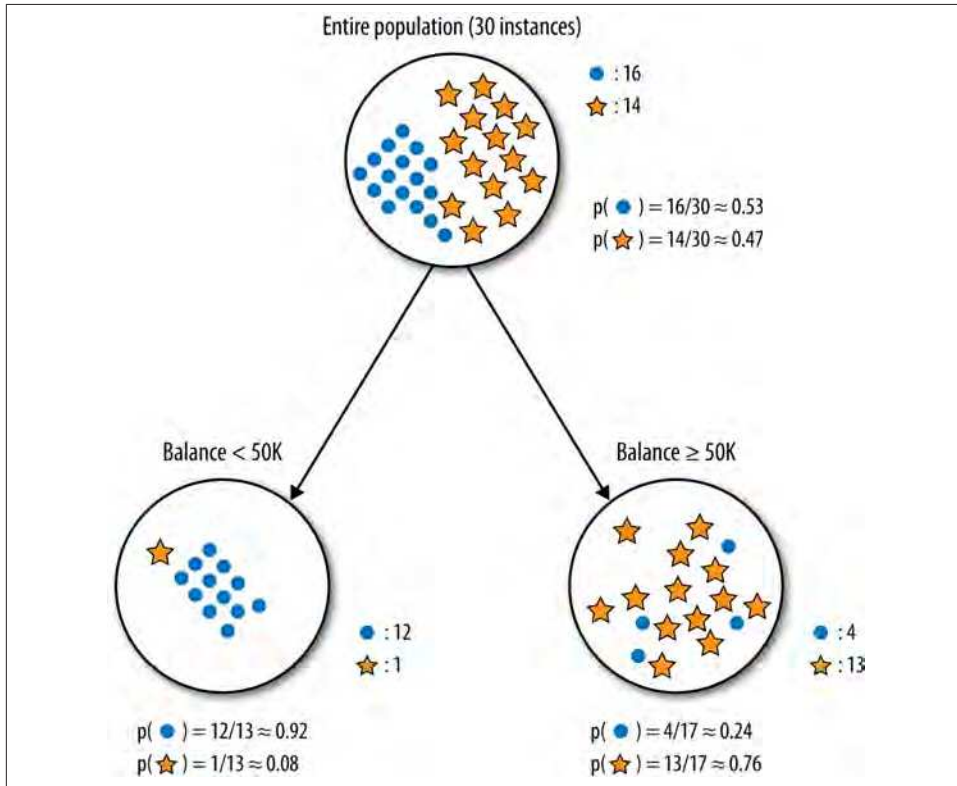 Entire population (30 instances)
: 16
: 14
p( ) = 16/30 ≈ 0.53
p( ) = 14/30 ≈ 0.47
Balance < 50K
Balance ≥ 50K
: 12
: 1
: 4
: 13
p( ) = 12/13 ≈ 0.92
p( ) = 1/13 ≈ 0.08
p( ) = 4/17 ≈ 0.24
p( ) = 13/17 ≈ 0.76